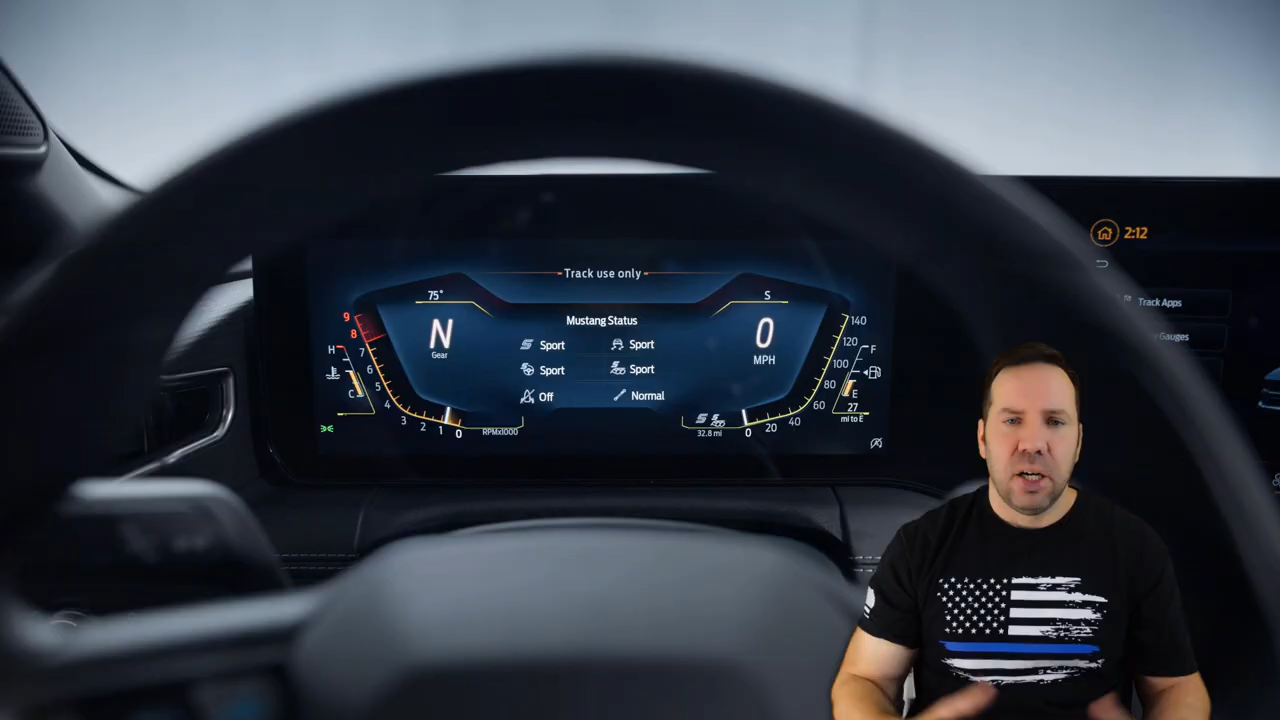 2:12
Track use only
Track Apps
Gauges
75°
N
Gear
Mustang Status
Sport
Sport
Sport
Sport
Off
Normal
S
0
MPH
9
8
7
6
5
4
3
2
1
0
RPMx1000
H
C
140
120
100
80
60
40
20
0
F
E
27
mi to E
32.8 mi